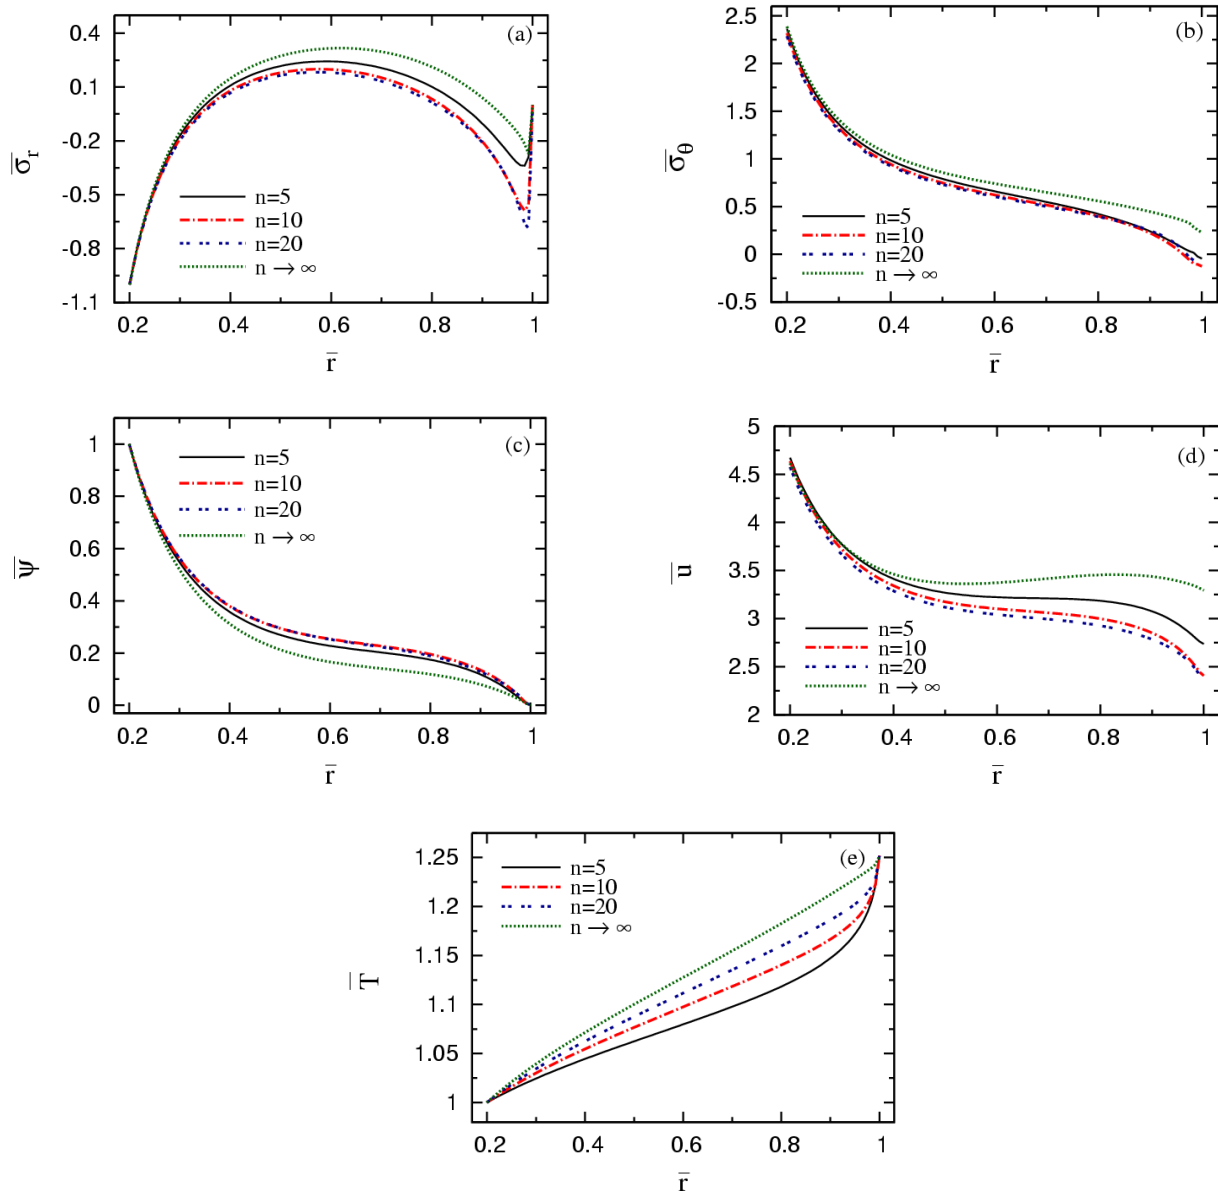 (a)
0.4
0.1
-0.2
-0.5
-0.8
-1.1
σ̅r
n=5
n=10
n=20
n → ∞
0.2 0.4 0.6 0.8 1
r̅
(b)
2.5
2
1.5
1
0.5
0
-0.5
σ̅θ
n=5
n=10
n=20
n → ∞
0.2 0.4 0.6 0.8 1
r̅
(c)
1
0.8
0.6
0.4
0.2
0
ψ̅
n=5
n=10
n=20
n → ∞
0.2 0.4 0.6 0.8 1
r̅
(d)
5
4.5
4
3.5
3
2.5
2
u̅
n=5
n=10
n=20
n → ∞
0.2 0.4 0.6 0.8 1
r̅
(e)
1.25
1.2
1.15
1.1
1.05
1
T̅
n=5
n=10
n=20
n → ∞
0.2 0.4 0.6 0.8 1
r̅